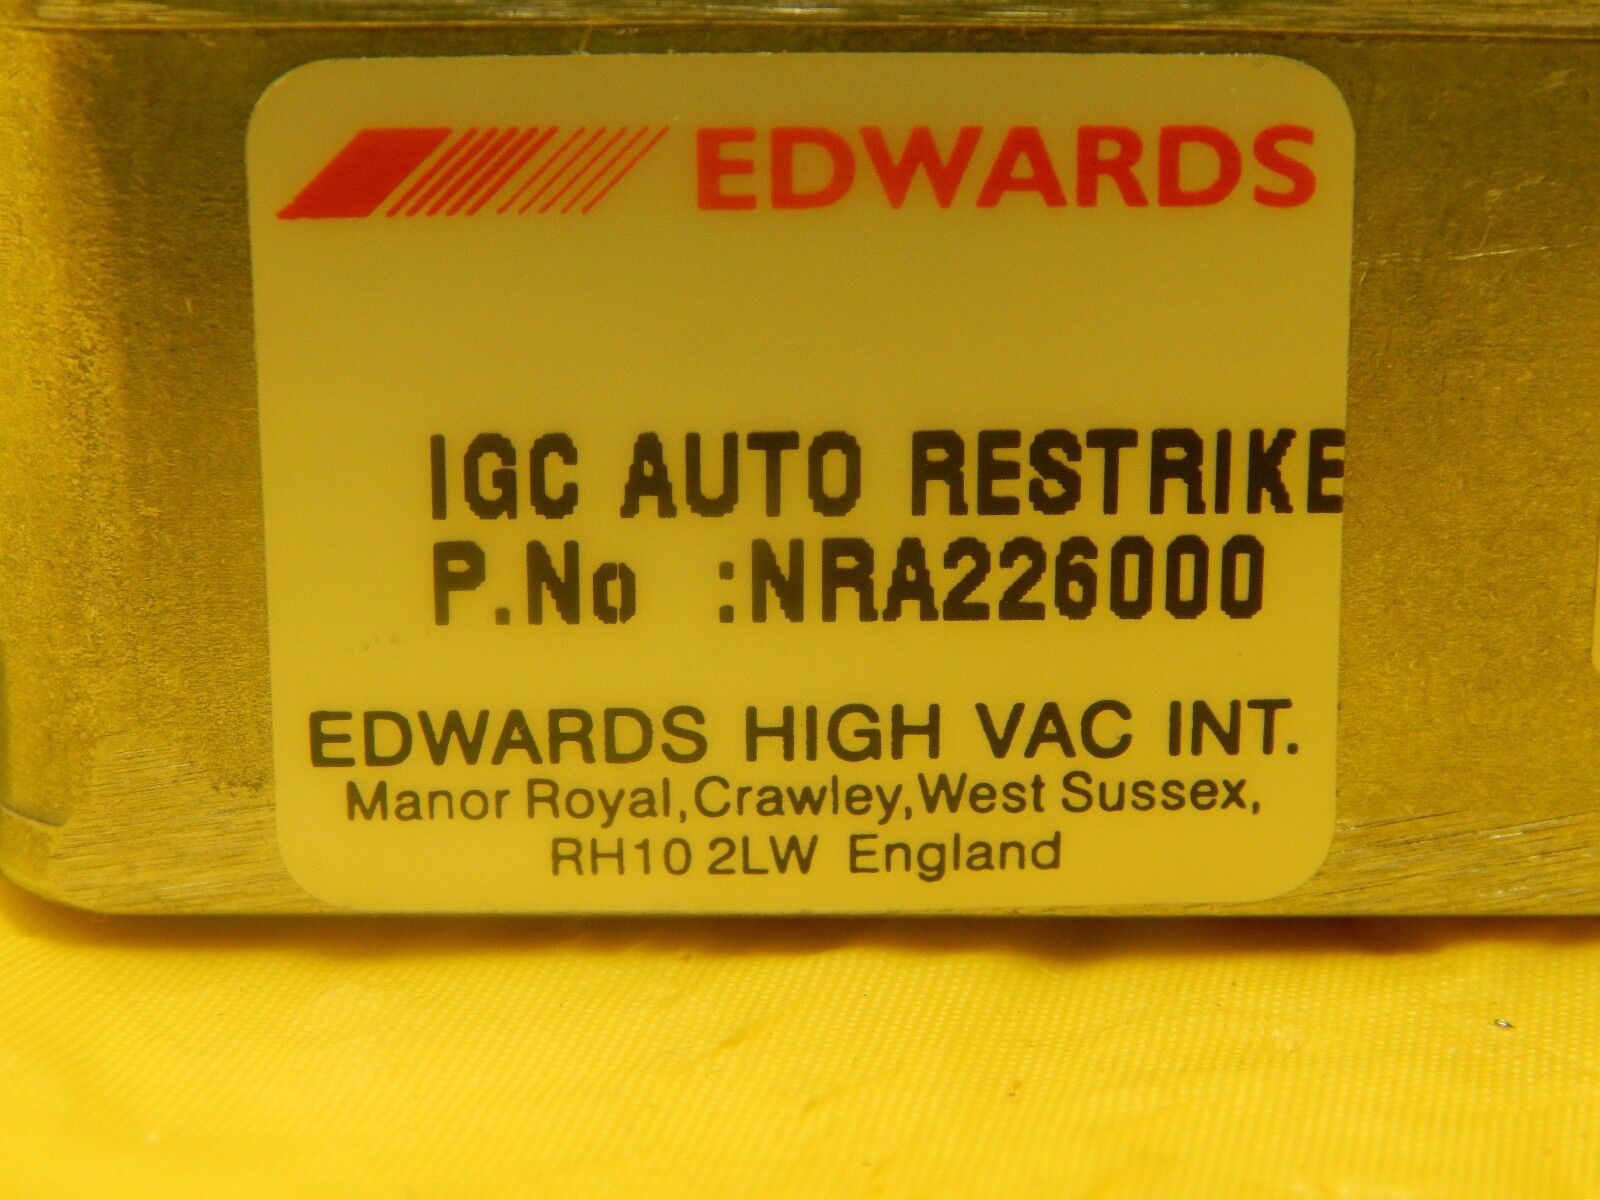 EDWARDS
IGC AUTO RESTRIKE
P.No :NRA226000
EDWARDS HIGH VAC INT.
Manor Royal,Crawley,West Sussex,
RH10 2LW England